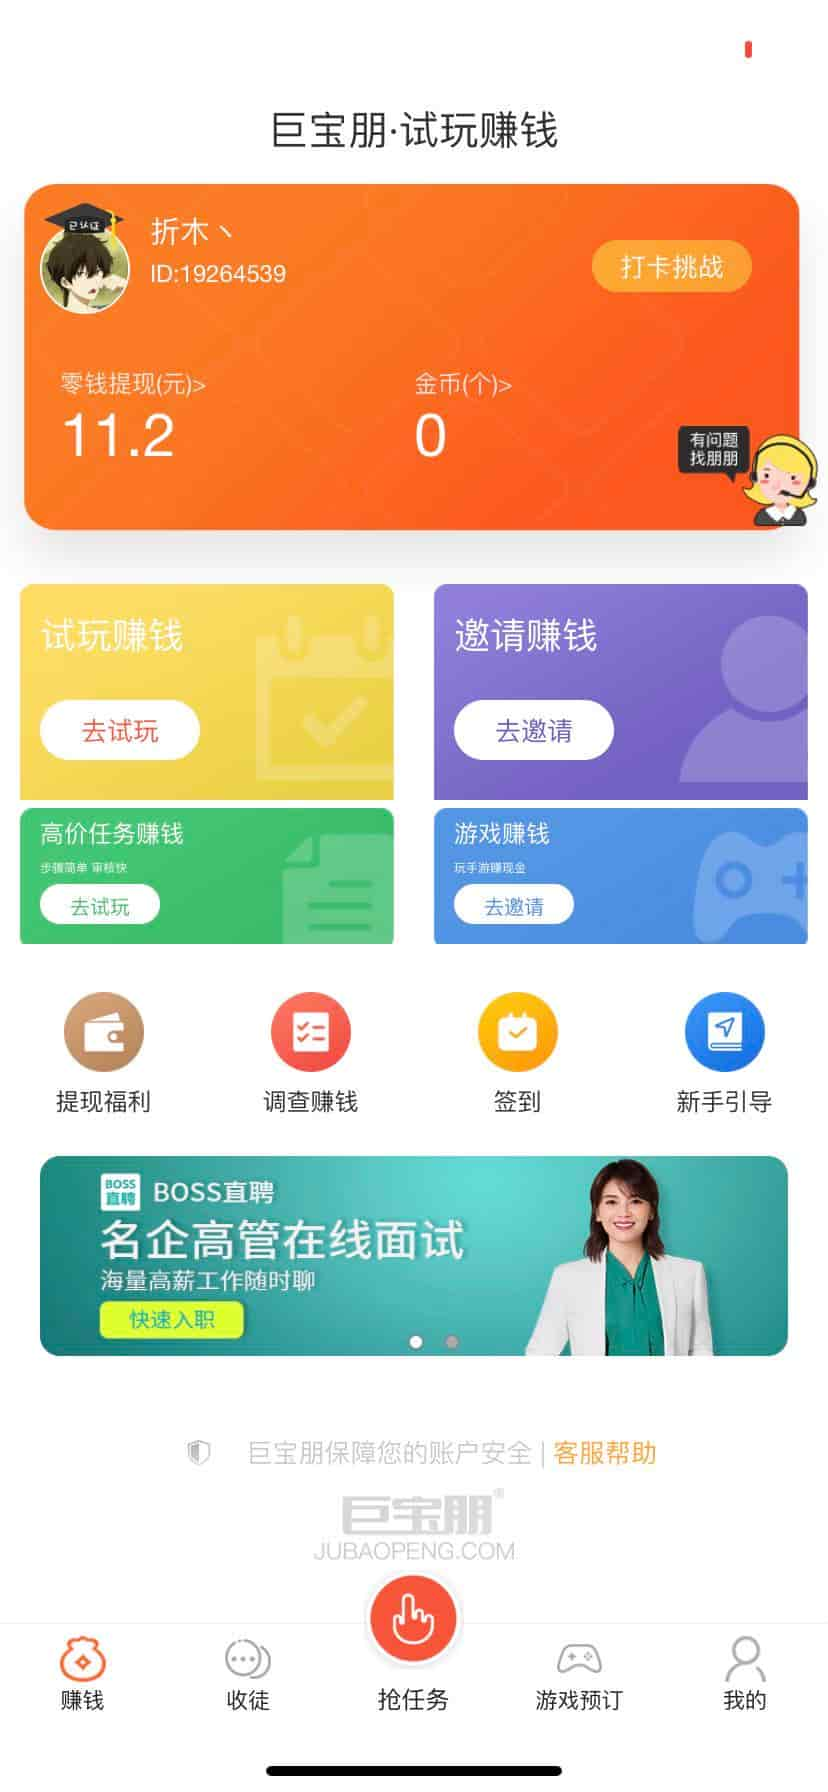 巨宝朋·试玩赚钱
已认证
折木丶
ID:19264539
打卡挑战
零钱提现(元)>
金币(个)>
11.2
0
有问题
找朋朋
试玩赚钱
邀请赚钱
去试玩
去邀请
高价任务赚钱
游戏赚钱
步骤简单 审核快
玩手游赚现金
去试玩
去邀请
提现福利
调查赚钱
签到
新手引导
BOSS
直聘
BOSS直聘
名企高管在线面试
海量高薪工作随时聊
快速入职
巨宝朋保障您的账户安全 | 客服帮助
巨宝朋®
JUBAOPENG.COM
赚钱
收徒
抢任务
游戏预订
我的